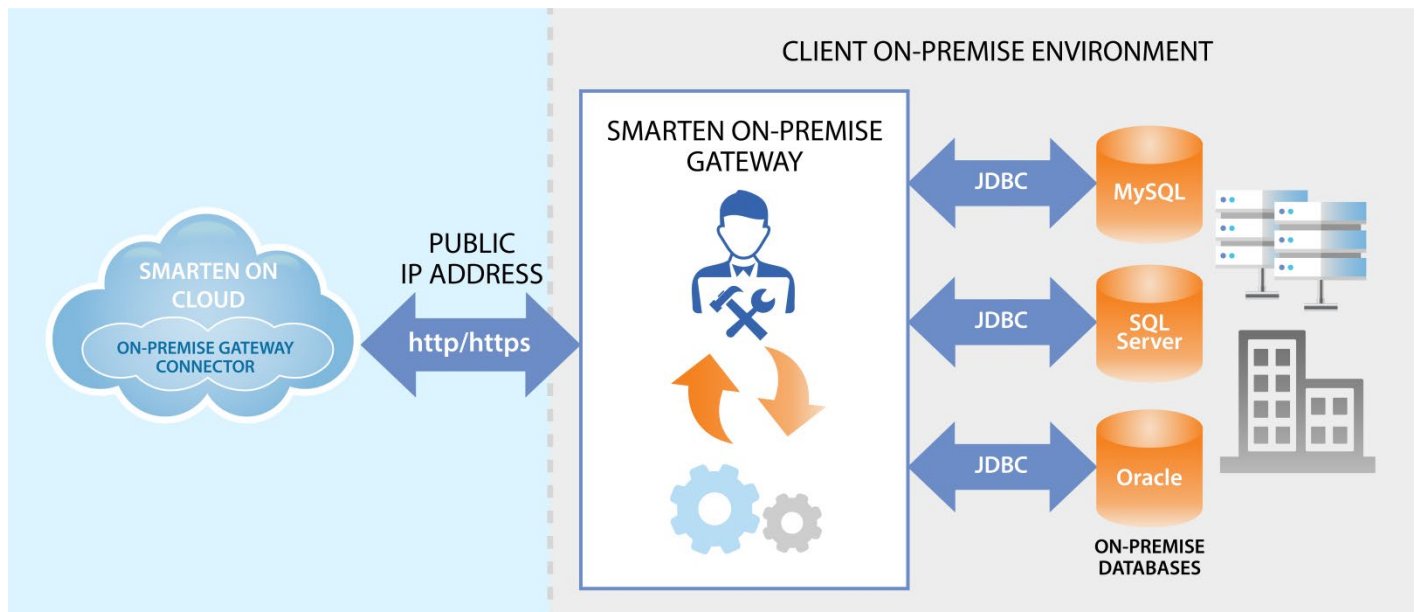 CLIENT ON-PREMISE ENVIRONMENT
SMARTEN ON-PREMISE
GATEWAY
SMARTEN ON
CLOUD
ON-PREMISE GATEWAY
CONNECTOR
PUBLIC
IP ADDRESS
http/https
JDBC
MySQL
JDBC
SQL
Server
JDBC
Oracle
ON-PREMISE
DATABASES